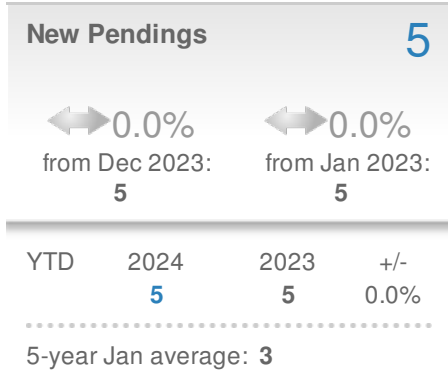 New Pendings 5
0.0% 0.0%
from Dec 2023: from Jan 2023:
5 5
YTD 2024 2023 +/-
5 5 0.0%
5-year Jan average: 3